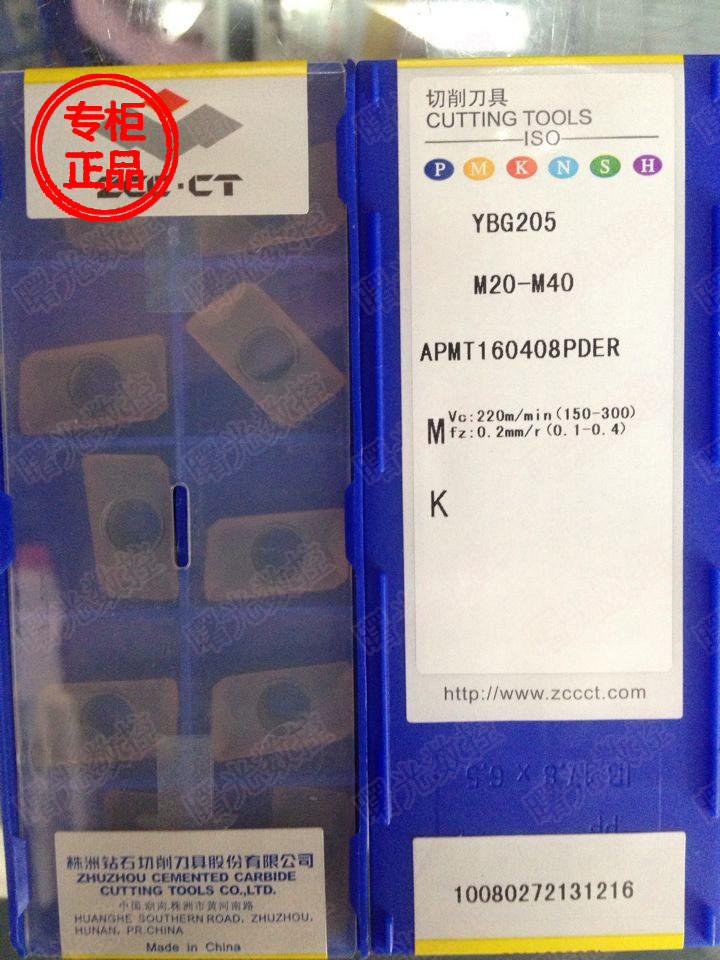 专柜
正品
ZCC·CT
株洲钻石切削刀具股份有限公司
ZHUZHOU CEMENTED CARBIDE
CUTTING TOOLS CO.,LTD.
中国.湖南.株洲市黄河南路
HUANGHE SOUTHERN ROAD, ZHUZHOU,
HUNAN, PR.CHINA
Made in China
切削刀具
CUTTING TOOLS
ISO
P M K N S H
YBG205
M20-M40
APMT160408PDER
M Vc:220m/min(150-300)
fz:0.2mm/r(0.1-0.4)
K
http://www.zccct.com
10080272131216
曙光数控